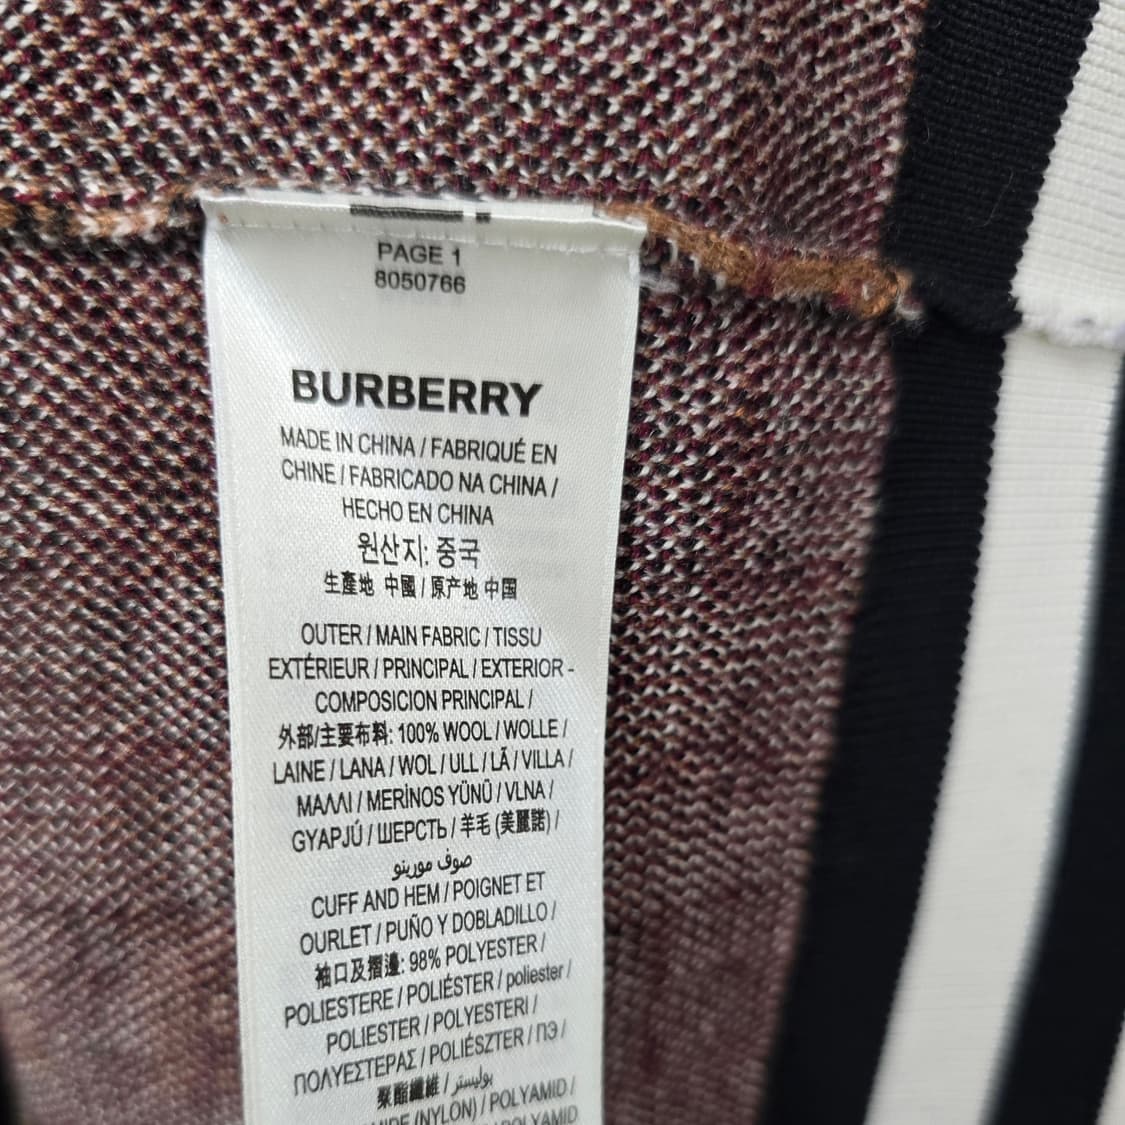 PAGE 1
8050766
BURBERRY
MADE IN CHINA / FABRIQUÉ EN
CHINE / FABRICADO NA CHINA /
HECHO EN CHINA
원산지: 중국
生產地 中國 / 原产地 中国
OUTER / MAIN FABRIC / TISSU
EXTÉRIEUR / PRINCIPAL / EXTERIOR -
COMPOSICION PRINCIPAL /
外部/主要布料: 100% WOOL / WOLLE /
LAINE / LANA / WOL / ULL / LÃ / VILLA /
ΜΑΛΛΙ / MERİNOS YÜNÜ / VLNA /
GYAPJÚ / ШЕРСТЬ / 羊毛 (美麗諾) /
صوف مورينو
CUFF AND HEM / POIGNET ET
OURLET / PUÑO Y DOBLADILLO /
袖口及摺邊: 98% POLYESTER /
POLIESTERE / POLIÉSTER / poliester /
POLIESTER / POLYESTERI /
ΠΟΛΥΕΣΤΕΡΑΣ / POLIÉSZTER / ПЭ /
聚酯纖維 / بوليستر /
(NYLON) / POLYAMID /
POLYAMID